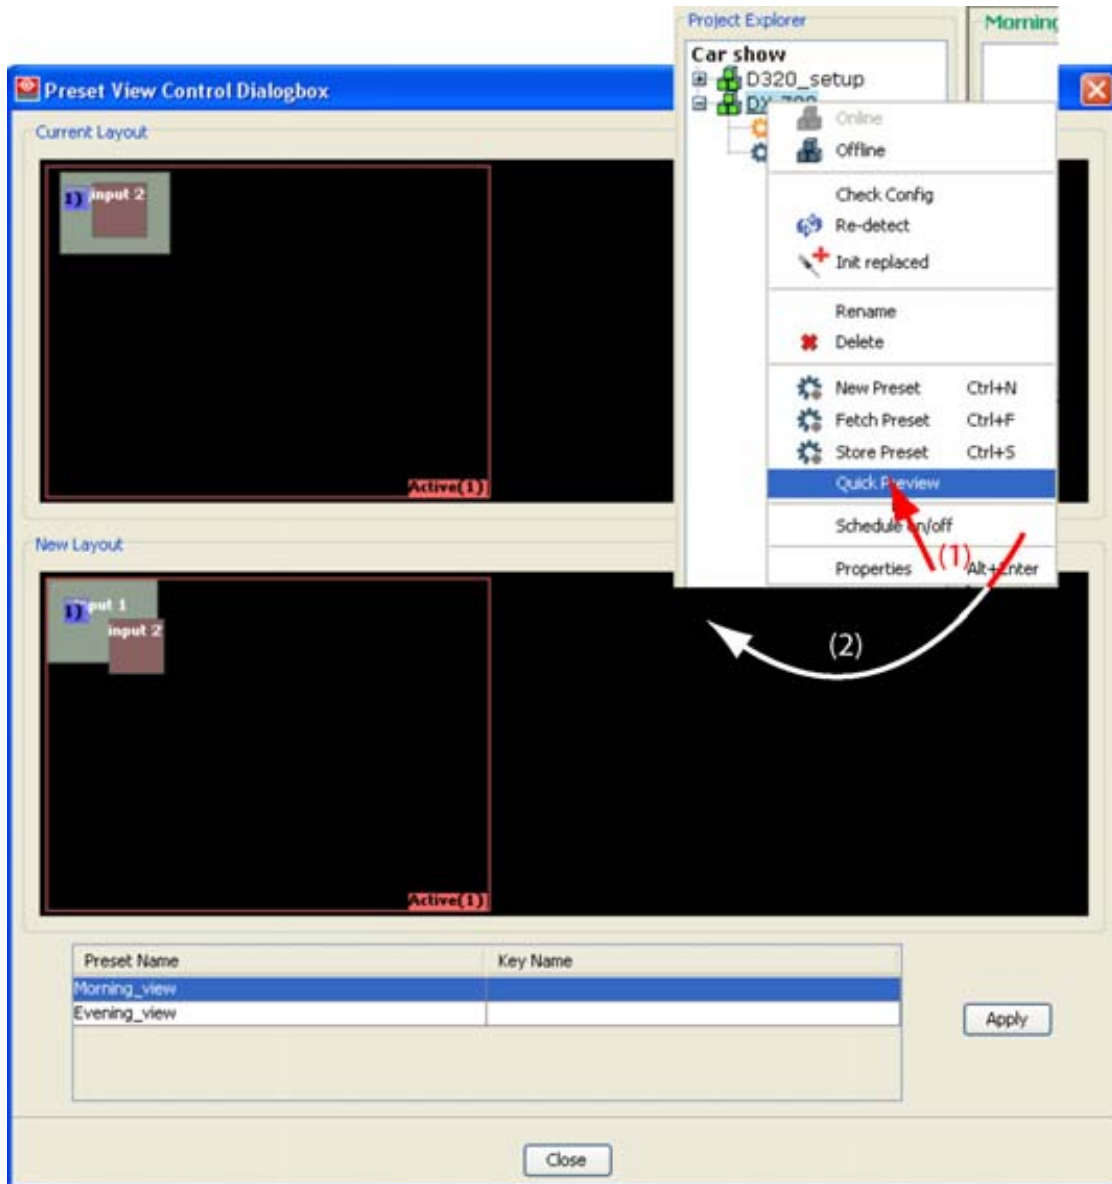 Project Explorer
Car show
D320_setup
Preset View Control Dialogbox
Current Layout
1) input 2
Active(1)
Online
Offline
Check Config
Re-detect
Init replaced
Rename
Delete
New Preset Ctrl+N
Fetch Preset Ctrl+F
Store Preset Ctrl+S
Quick Preview
Schedule on/off
(1)
Properties Alt+Enter
(2)
New Layout
1) input 1
input 2
Active(1)
Preset Name Key Name
Morning_view
Evening_view
Apply
Close